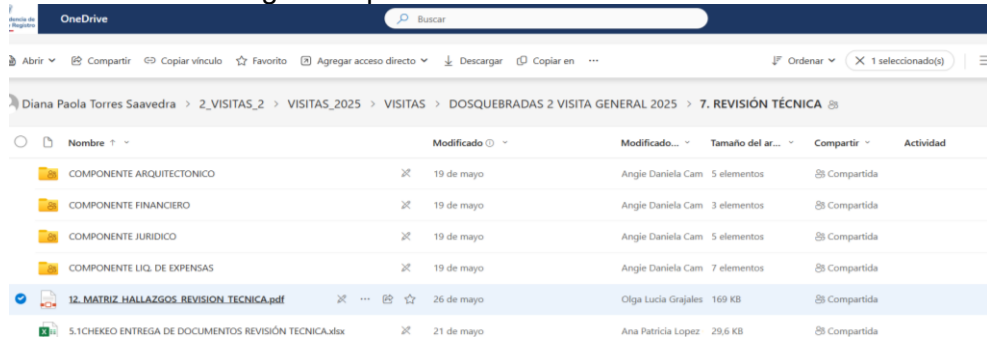 OneDrive
Buscar
Abrir Compartir Copiar vínculo Favorito Agregar acceso directo Descargar Copiar en ... Ordenar 1 seleccionado(s)
Diana Paola Torres Saavedra > 2_VISITAS_2 > VISITAS_2025 > VISITAS > DOSQUEBRADAS 2 VISITA GENERAL 2025 > 7. REVISIÓN TÉCNICA
Nombre Modificado Modificado... Tamaño del ar... Compartir Actividad
COMPONENTE ARQUITECTONICO 19 de mayo Angie Daniela Cam 5 elementos Compartida
COMPONENTE FINANCIERO 19 de mayo Angie Daniela Cam 3 elementos Compartida
COMPONENTE JURIDICO 19 de mayo Angie Daniela Cam 5 elementos Compartida
COMPONENTE LIQ. DE EXPENSAS 19 de mayo Angie Daniela Cam 7 elementos Compartida
12. MATRIZ HALLAZGOS REVISION TECNICA.pdf ... 26 de mayo Olga Lucia Grajales 169 KB Compartida
5.1CHEKEO ENTREGA DE DOCUMENTOS REVISIÓN TECNICA.xlsx 21 de mayo Ana Patricia Lopez 29,6 KB Compartida